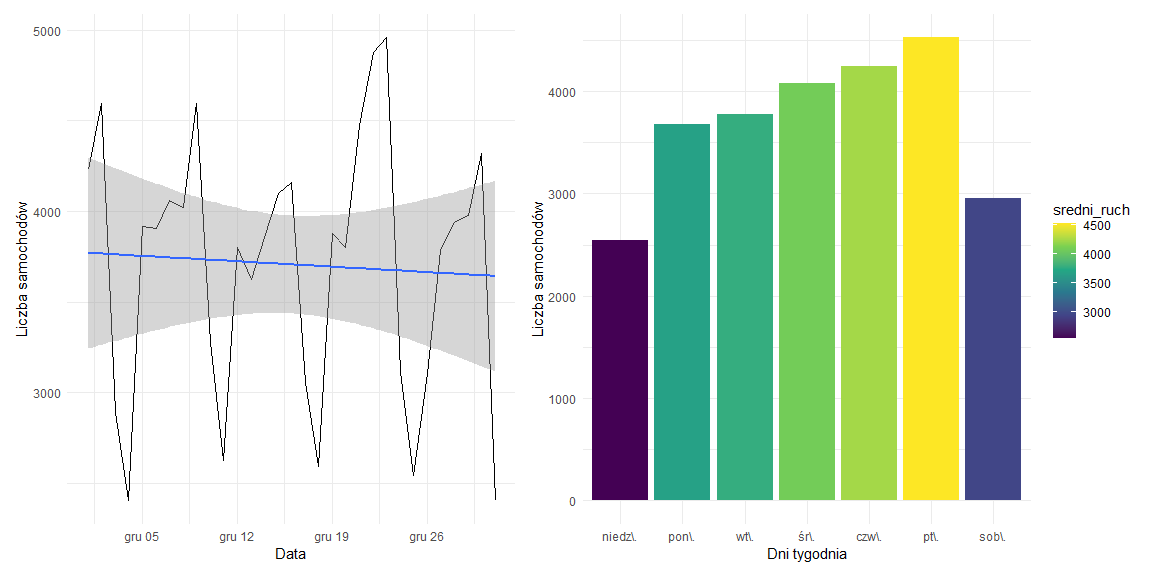 Liczba samochodów
5000
4000
3000
gru 05
gru 12
gru 19
gru 26
Data
Liczba samochodów
4000
3000
2000
1000
0
niedz\.
pon\.
wt\.
śr\.
czw\.
pt\.
sob\.
Dni tygodnia
sredni_ruch
4500
4000
3500
3000